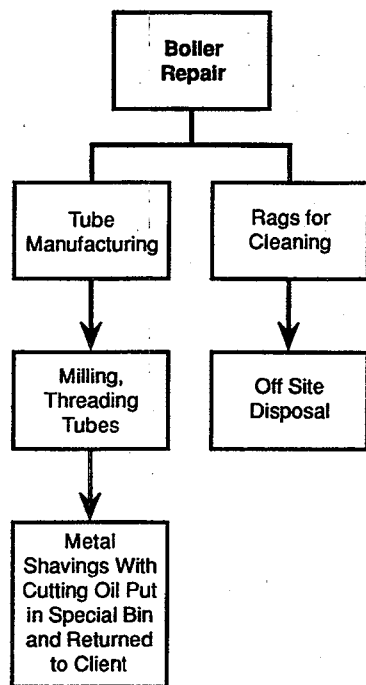 Boiler
Repair
Tube
Manufacturing
Rags for
Cleaning
Milling,
Threading
Tubes
Off Site
Disposal
Metal
Shavings With
Cutting Oil Put
in Special Bin
and Returned
to Client